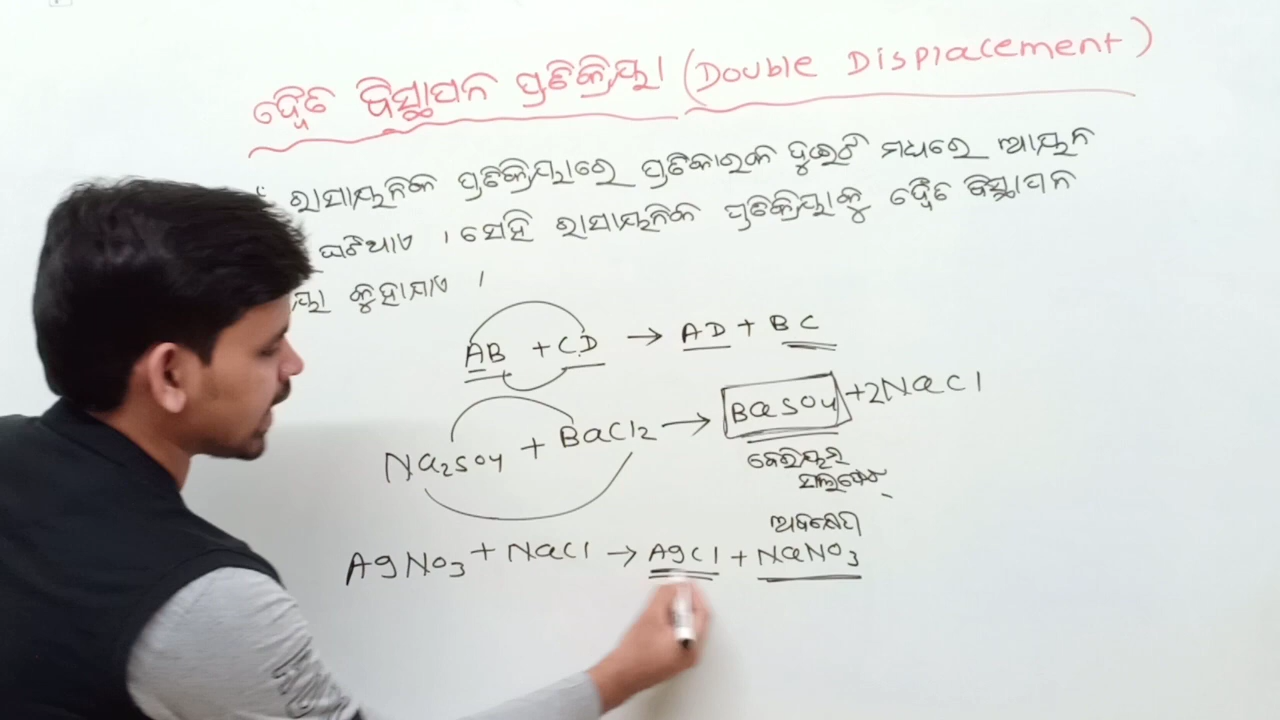 ଦ୍ୱୈତ ବିସ୍ଥାପନ ପ୍ରତିକ୍ରିୟା (Double Displacement)
ରାସାୟନିକ ପ୍ରତିକ୍ରିୟାରେ ପ୍ରତିକାରକ ଦୁଇଟି ମଧ୍ୟରେ ଆୟନ
ଘଟିଥାଏ । ସେହି ରାସାୟନିକ ପ୍ରତିକ୍ରିୟାକୁ ଦ୍ୱୈତ ବିସ୍ଥାପନ
କୁହାଯାଏ ।
AB + CD → AD + BC
Na₂SO₄ + BaCl₂ → BaSO₄ + 2NaCl
ବେରିୟମ
ସଲଫେଟ
AgNO₃ + NaCl → AgCl + NaNO₃